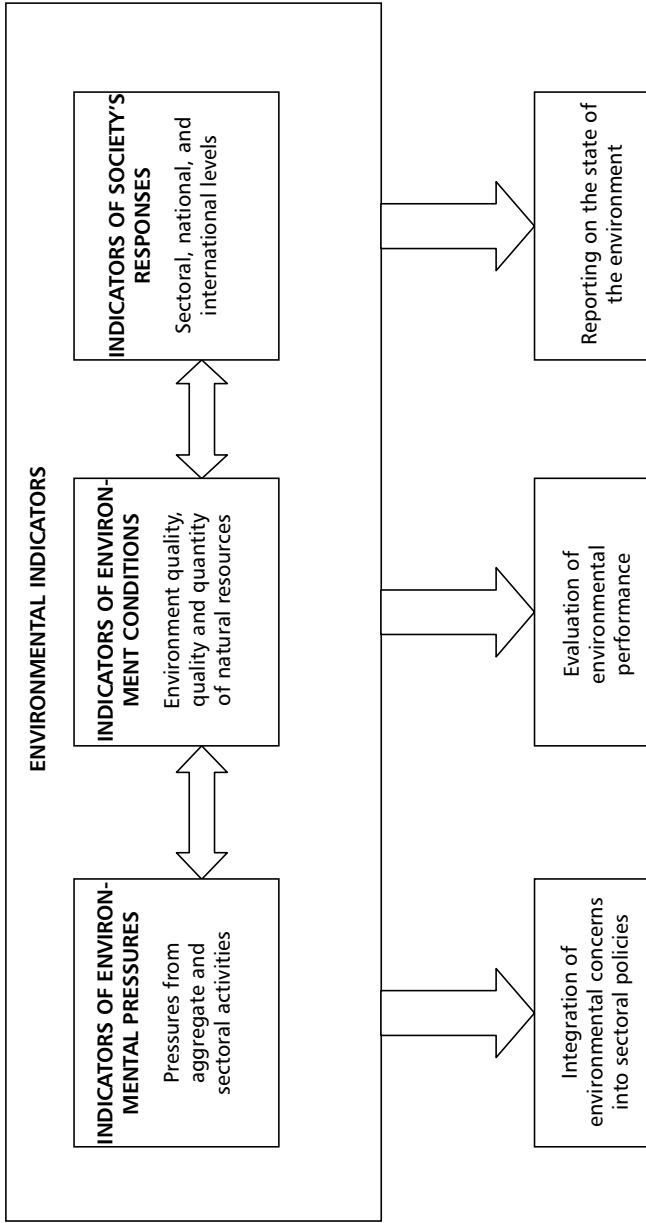 ENVIRONMENTAL INDICATORS
INDICATORS OF ENVIRON-
MENTAL PRESSURES
Pressures from
aggregate and
sectoral activities
INDICATORS OF ENVIRON-
MENT CONDITIONS
Environment quality,
quality and quantity
of natural resources
INDICATORS OF SOCIETY'S
RESPONSES
Sectoral, national, and
international levels
Integration of
environmental concerns
into sectoral policies
Evaluation of
environmental
performance
Reporting on the state of
the environment